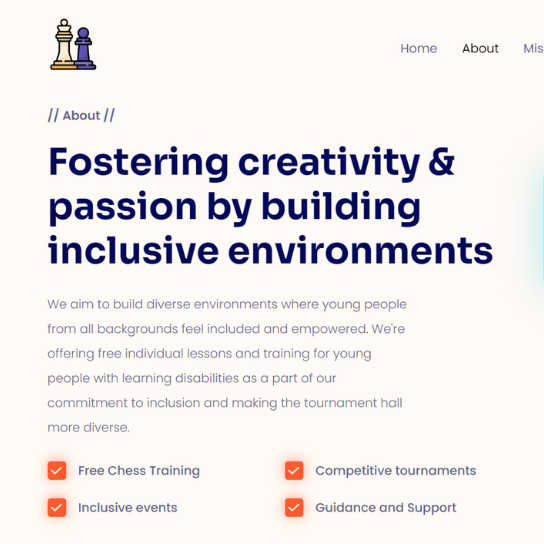 Home About Mis
// About //
Fostering creativity &
passion by building
inclusive environments
We aim to build diverse environments where young people
from all backgrounds feel included and empowered. We're
offering free individual lessons and training for young
people with learning disabilities as a part of our
commitment to inclusion and making the tournament hall
more diverse.
Free Chess Training
Competitive tournaments
Inclusive events
Guidance and Support